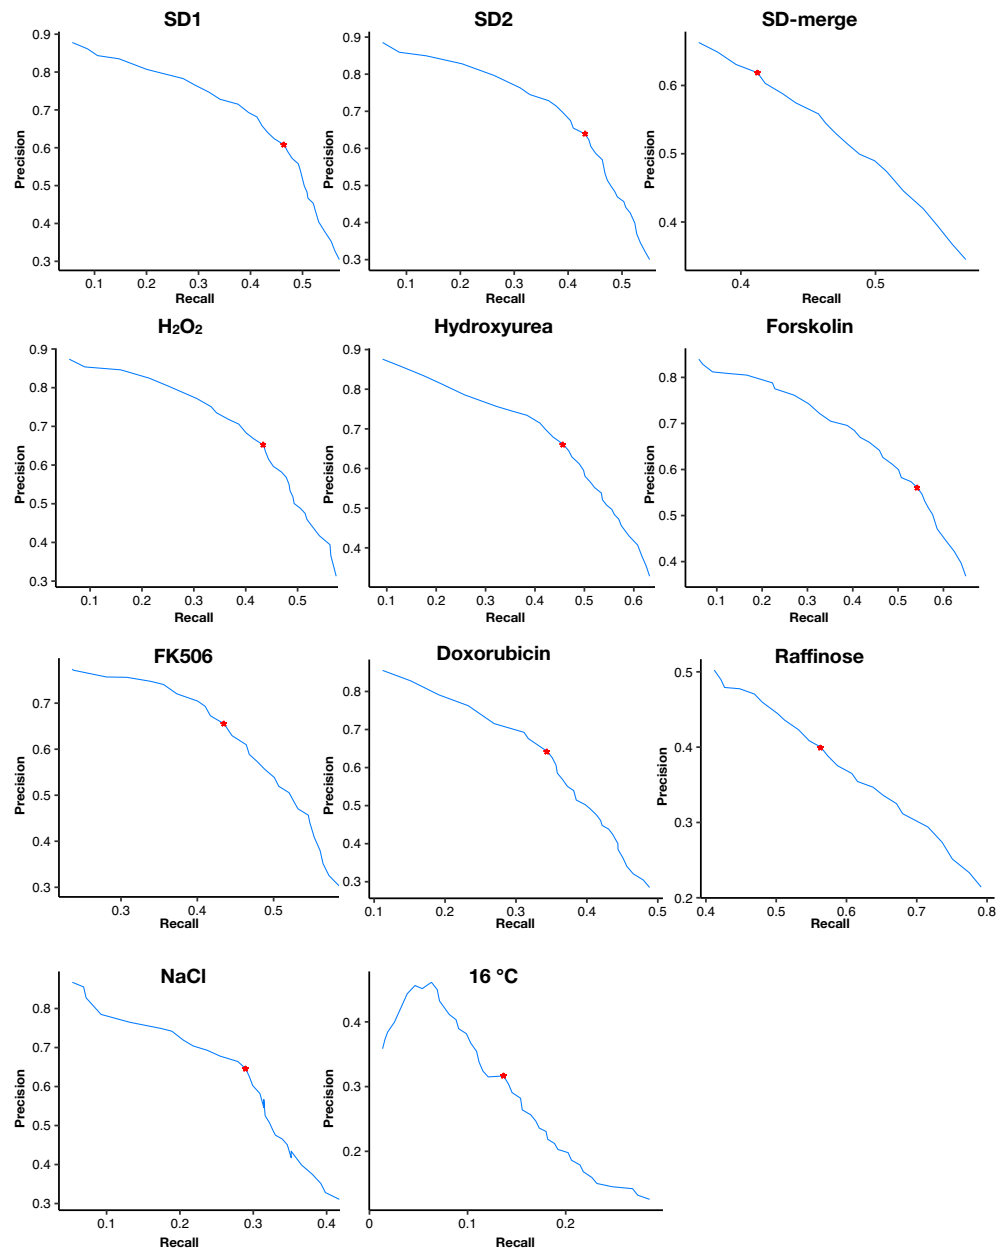 SD1
0.9
0.8
0.7
0.6
0.5
0.4
0.3
Precision
0.1 0.2 0.3 0.4 0.5
Recall
SD2
0.9
0.8
0.7
0.6
0.5
0.4
0.3
Precision
0.1 0.2 0.3 0.4 0.5
Recall
SD-merge
0.6
0.5
0.4
Precision
0.4 0.5
Recall
H₂O₂
0.9
0.8
0.7
0.6
0.5
0.4
0.3
Precision
0.1 0.2 0.3 0.4 0.5
Recall
Hydroxyurea
0.9
0.8
0.7
0.6
0.5
0.4
Precision
0.1 0.2 0.3 0.4 0.5 0.6
Recall
Forskolin
0.8
0.7
0.6
0.5
0.4
Precision
0.1 0.2 0.3 0.4 0.5 0.6
Recall
FK506
0.7
0.6
0.5
0.4
0.3
Precision
0.3 0.4 0.5
Recall
Doxorubicin
0.8
0.7
0.6
0.5
0.4
0.3
Precision
0.1 0.2 0.3 0.4 0.5
Recall
Raffinose
0.5
0.4
0.3
0.2
Precision
0.4 0.5 0.6 0.7 0.8
Recall
NaCl
0.8
0.7
0.6
0.5
0.4
0.3
Precision
0.1 0.2 0.3 0.4
Recall
16 °C
0.4
0.3
0.2
Precision
0 0.1 0.2
Recall